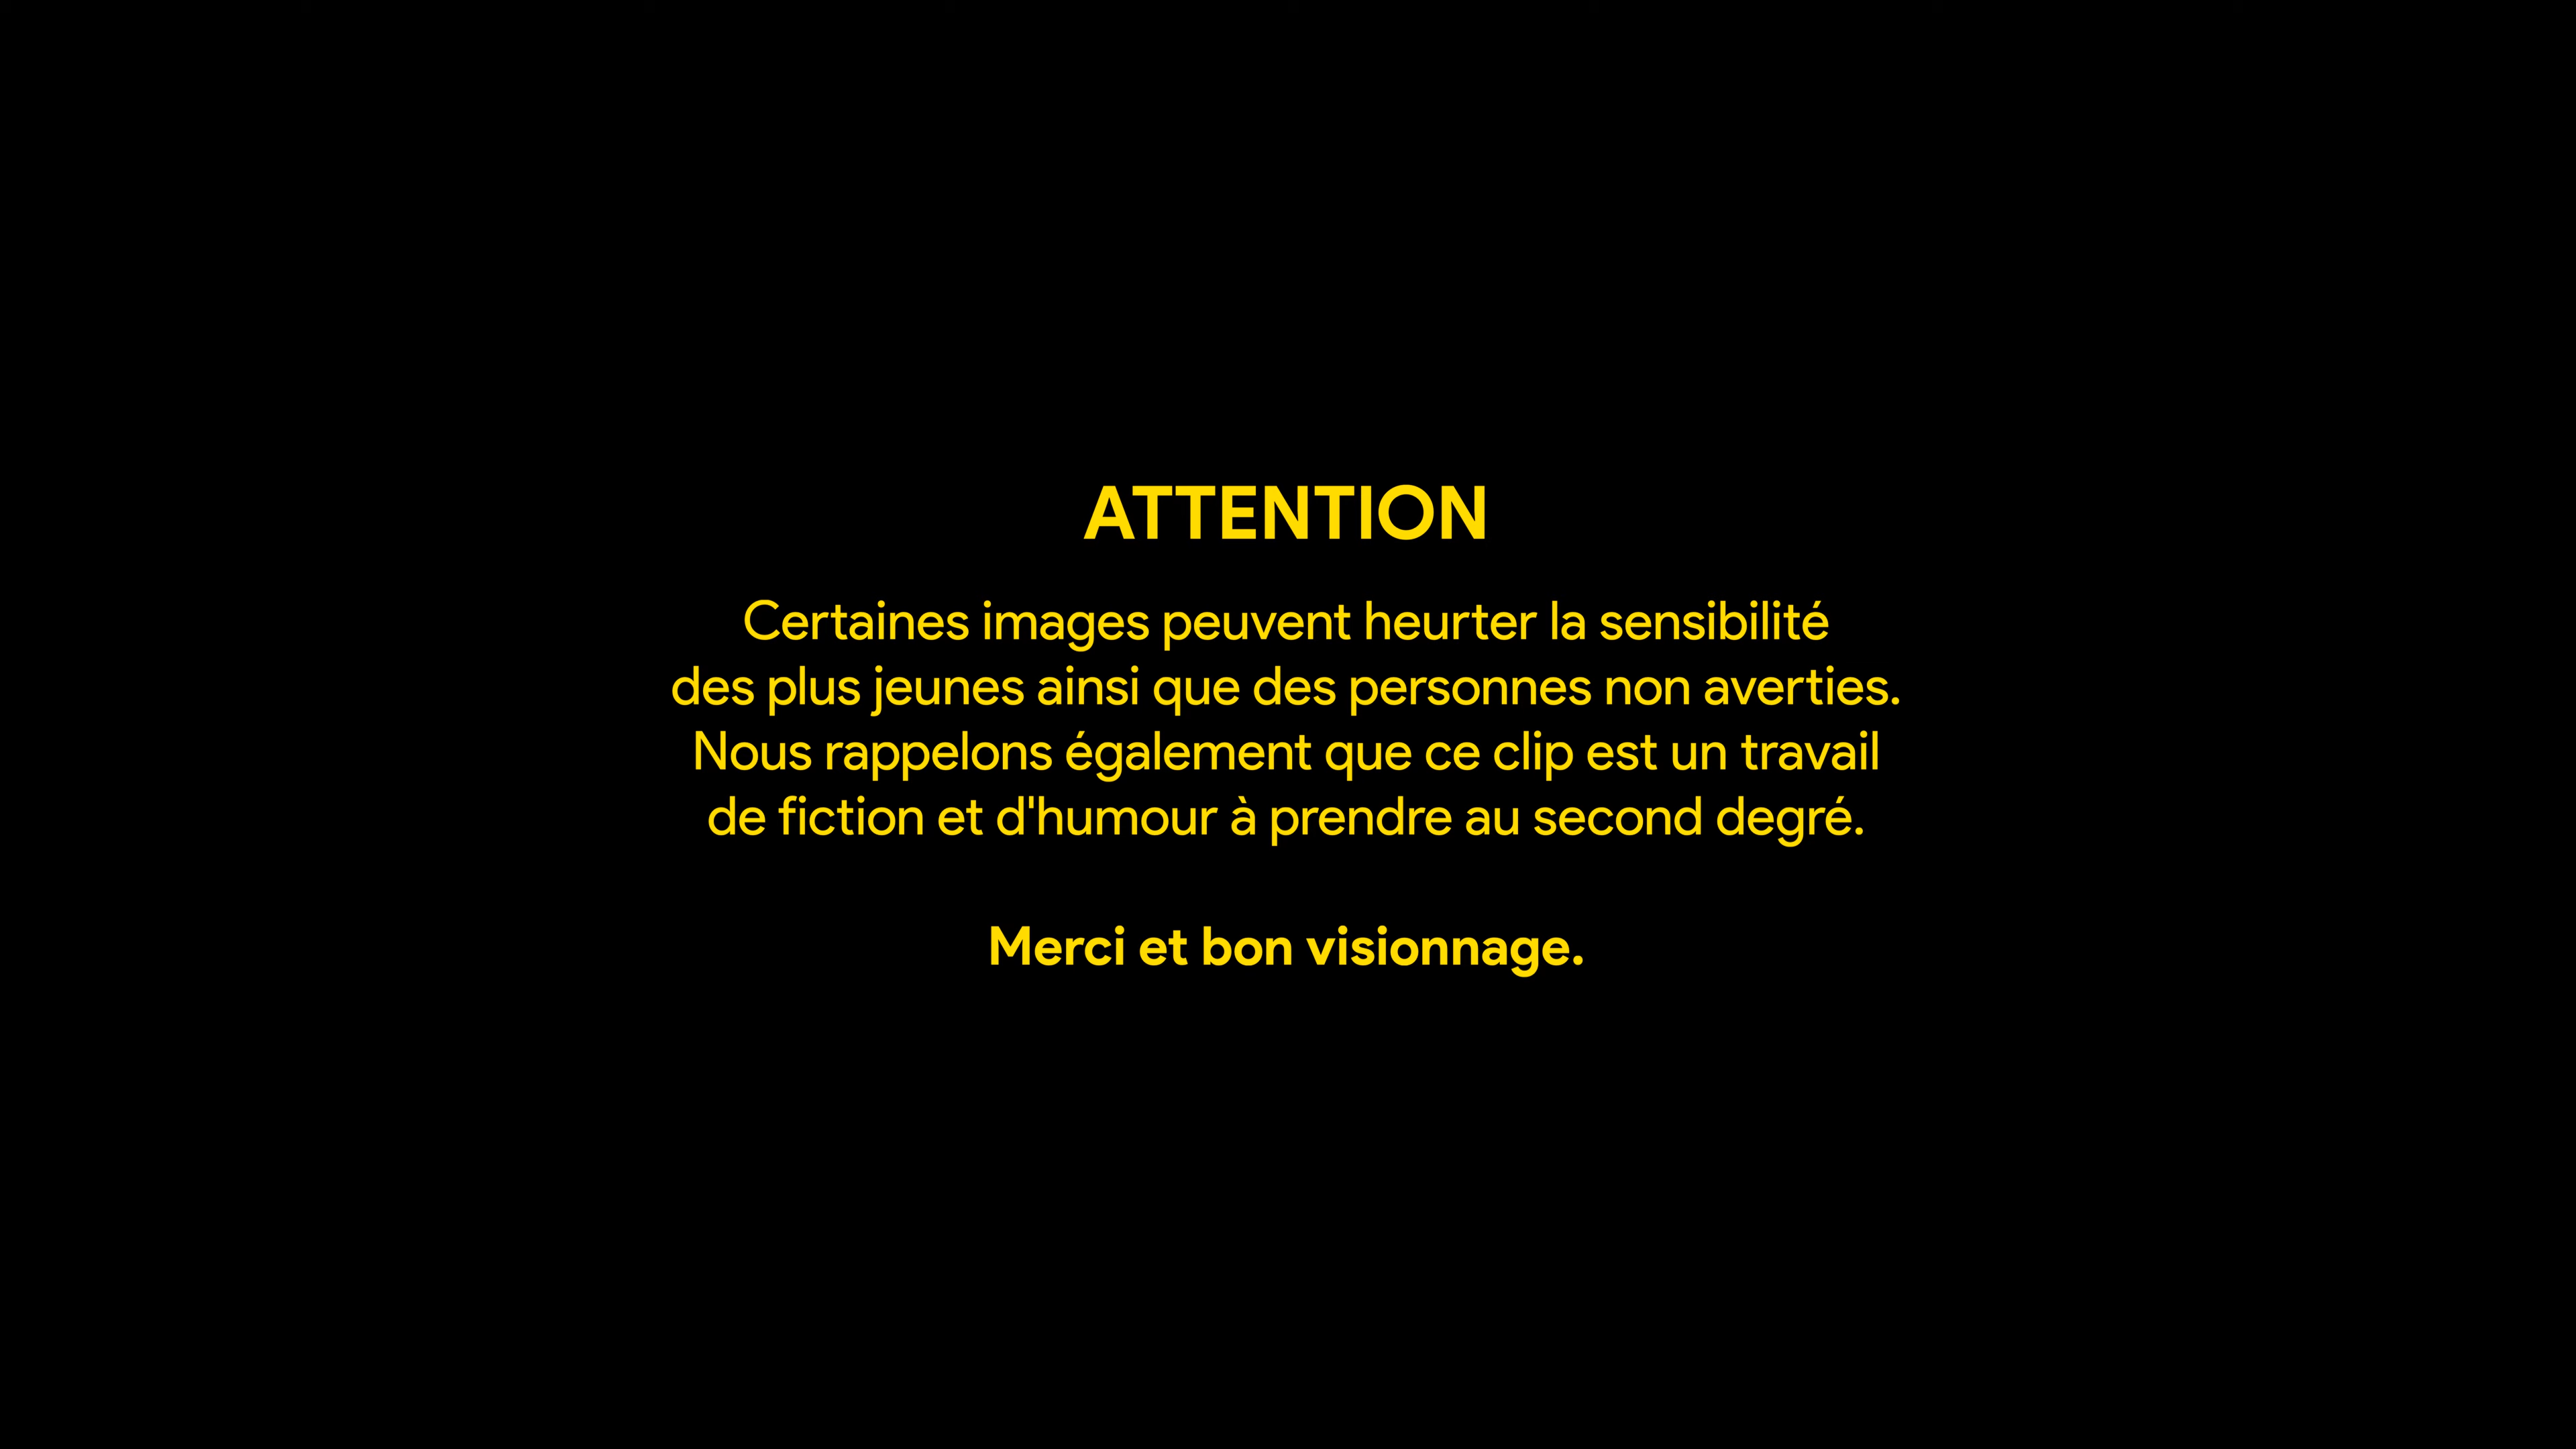 ATTENTION
Certaines images peuvent heurter la sensibilité
des plus jeunes ainsi que des personnes non averties.
Nous rappelons également que ce clip est un travail
de fiction et d'humour à prendre au second degré.
Merci et bon visionnage.